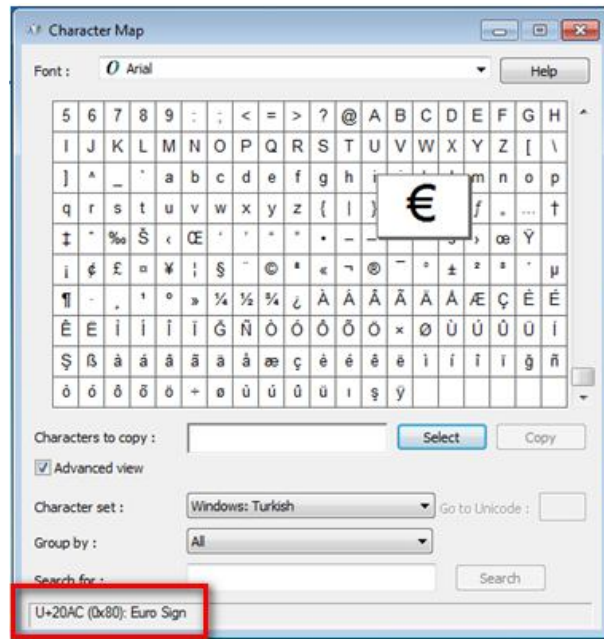 Character Map
Font : O Arial Help
5 6 7 8 9 : ; < = > ? @ A B C D E F G H
I J K L M N O P Q R S T U V W X Y Z [ \
] ^ _ ` a b c d e f g h m n o p
q r s t u v w x y z { | } € ƒ „ … †
‡ ˆ ‰ Š ‹ Œ ‘ ’ “ ” • – › œ Ÿ
¡ ¢ £ ¤ ¥ ¦ § ¨ © ª « ¬ ® ¯ ° ± ² ³ ´ µ
¶ · ¸ ¹ º » ¼ ½ ¾ ¿ À Á Â Ã Ä Å Æ Ç È É
Ê Ë Ì Í Î Ï Ğ Ñ Ò Ó Ô Õ Ö × Ø Ù Ú Û Ü İ
Ş ß à á â ã ä å æ ç è é ê ë ì í î ï ğ ñ
ò ó ô õ ö ÷ ø ù ú û ü ı ş ÿ
Characters to copy : Select Copy
Advanced view
Character set : Windows: Turkish Go to Unicode :
Group by : All
Search for : Search
U+20AC (0x80): Euro Sign